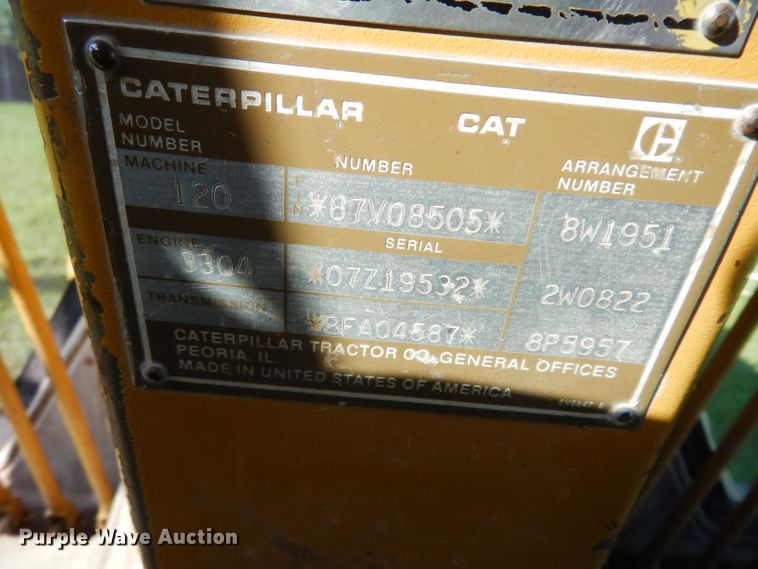 CATERPILLAR CAT
MODEL NUMBER NUMBER ARRANGEMENT NUMBER
MACHINE 120 PIN *87V08505* 8W1951
SERIAL
ENGINE 3304 *07Z19532* 2W0822
TRANSMISSION *2FA04587* 8P5957
CATERPILLAR TRACTOR CO. GENERAL OFFICES
PEORIA, IL.
MADE IN UNITED STATES OF AMERICA
Purple Wave Auction